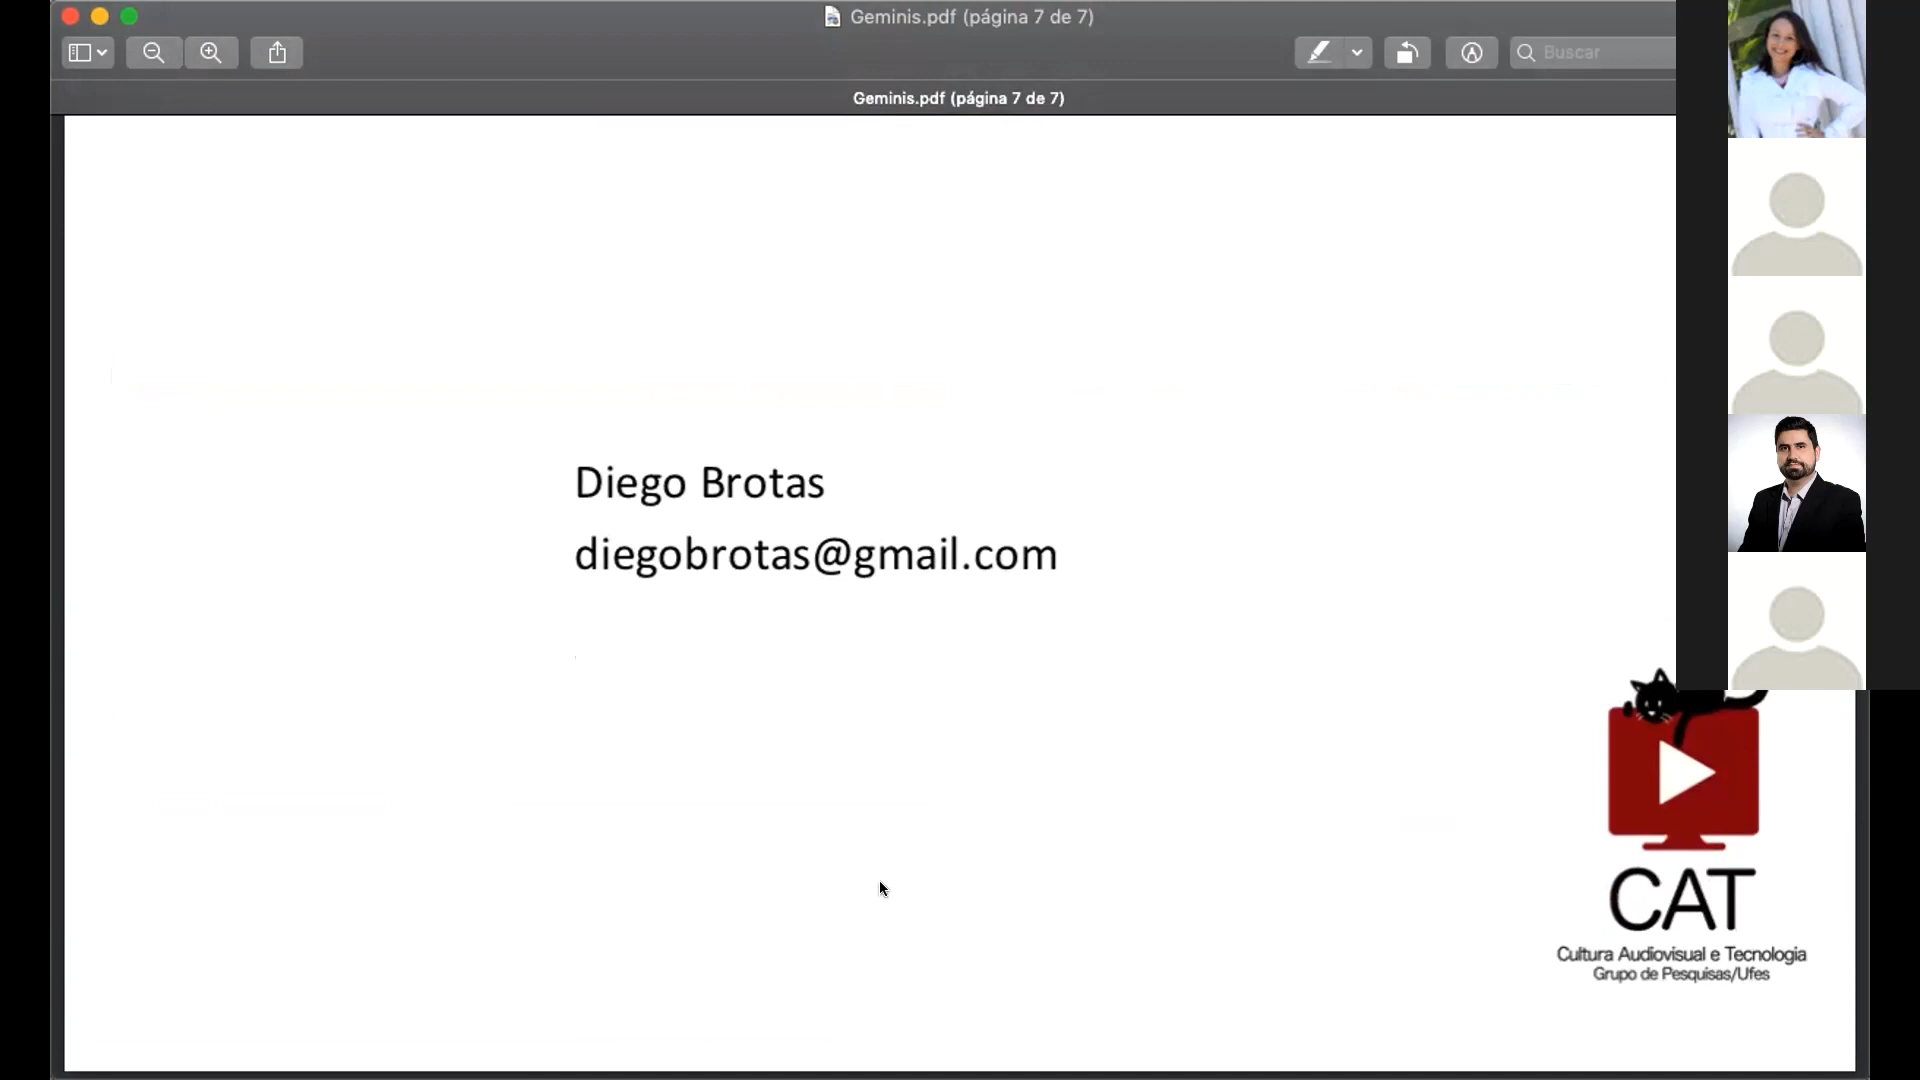 Geminis.pdf (página 7 de 7)
Buscar
Geminis.pdf (página 7 de 7)
Diego Brotas
diegobrotas@gmail.com
CAT
Cultura Audiovisual e Tecnologia
Grupo de Pesquisas/Ufes